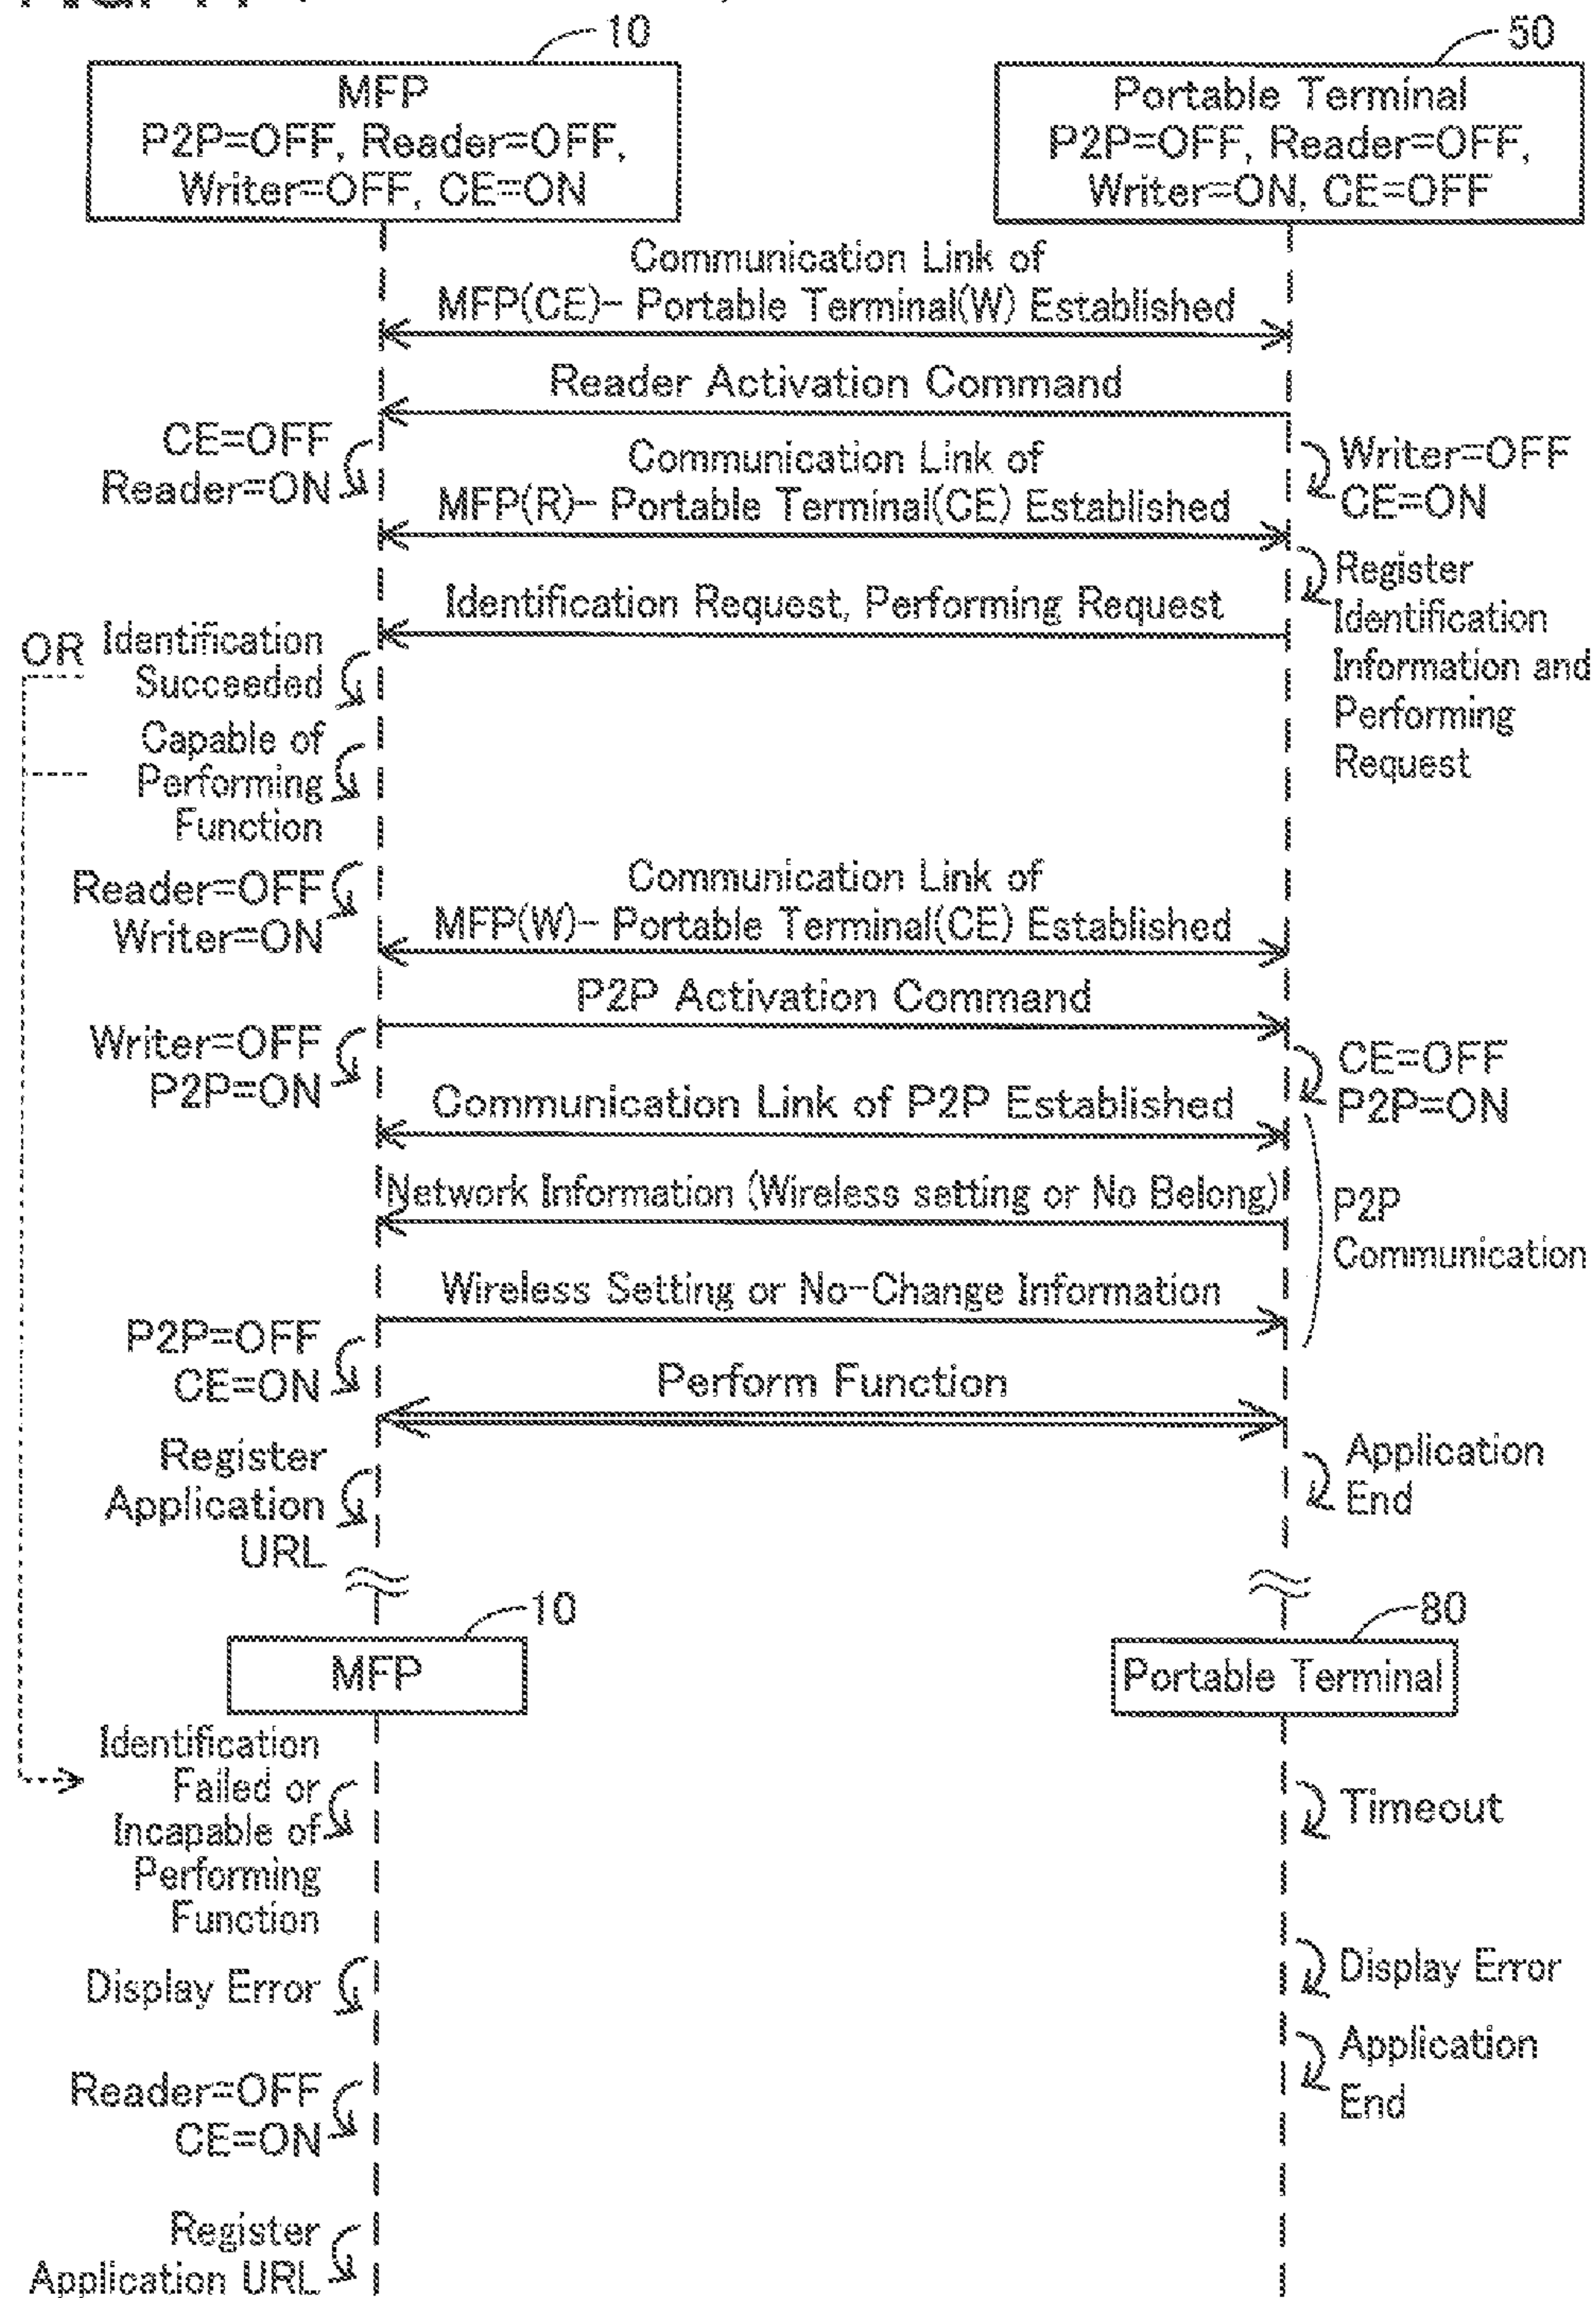 10
50
MFP
P2P=OFF, Reader=OFF,
Writer=OFF, CE=ON
Portable Terminal
P2P=OFF, Reader=OFF,
Writer=ON, CE=OFF
Communication Link of
MFP(CE)- Portable Terminal(W) Established
Reader Activation Command
CE=OFF
Reader=ON
Writer=OFF
CE=ON
Communication Link of
MFP(R)- Portable Terminal(CE) Established
Register
Identification
Information and
Performing
Request
Identification Request, Performing Request
OR
Identification
Succeeded
Capable of
Performing
Function
Reader=OFF
Writer=ON
Communication Link of
MFP(W)- Portable Terminal(CE) Established
P2P Activation Command
Writer=OFF
P2P=ON
CE=OFF
P2P=ON
Communication Link of P2P Established
Network Information (Wireless setting or No Belong)
P2P
Communication
Wireless Setting or No-Change Information
P2P=OFF
CE=ON
Perform Function
Register
Application
URL
Application
End
10
80
MFP
Portable Terminal
Identification
Failed or
Incapable of
Performing
Function
Timeout
Display Error
Display Error
Application
End
Reader=OFF
CE=ON
Register
Application URL